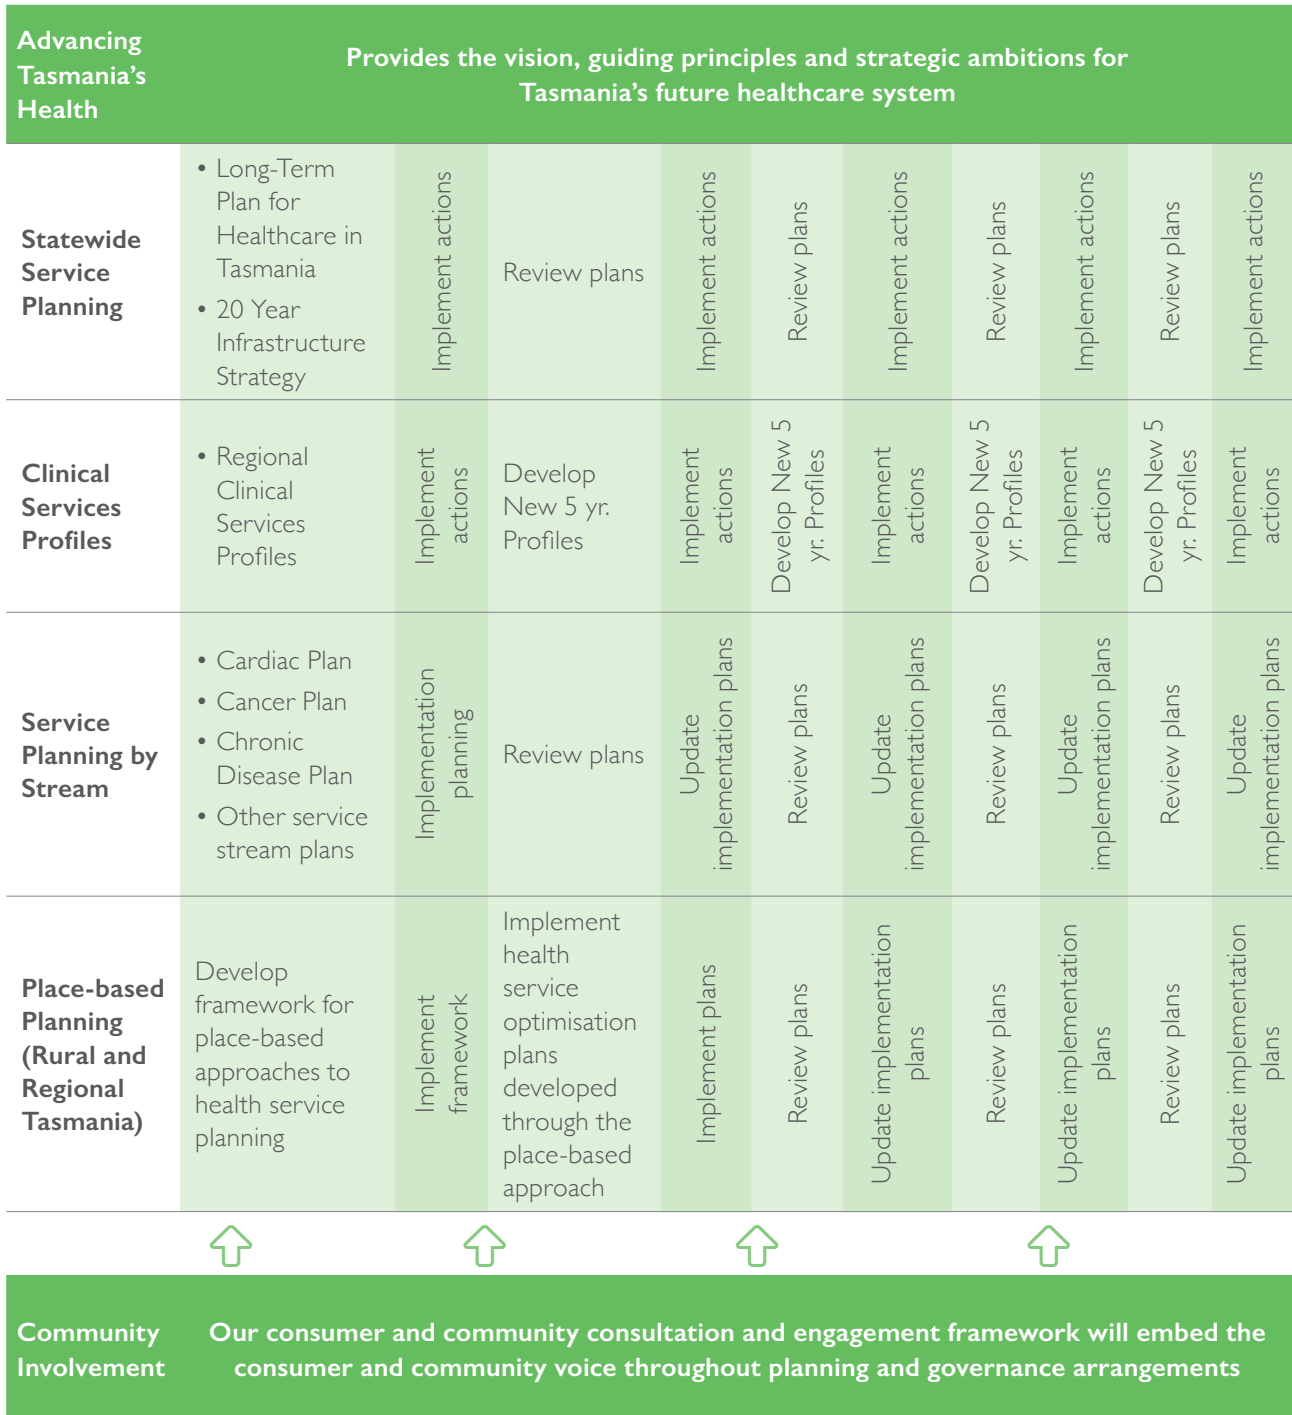 Advancing
Tasmania's
Health
Provides the vision, guiding principles and strategic ambitions for
Tasmania's future healthcare system
Statewide
Service
Planning
• Long-Term
Plan for
Healthcare in
Tasmania
• 20 Year
Infrastructure
Strategy
Implement actions
Review plans
Implement actions
Review plans
Implement actions
Review plans
Implement actions
Review plans
Implement actions
Clinical
Services
Profiles
• Regional
Clinical
Services
Profiles
Implement
actions
Develop
New 5 yr.
Profiles
Implement
actions
Develop New 5
yr. Profiles
Implement
actions
Develop New 5
yr. Profiles
Implement
actions
Develop New 5
yr. Profiles
Implement
actions
Service
Planning by
Stream
• Cardiac Plan
• Cancer Plan
• Chronic
Disease Plan
• Other service
stream plans
Implementation
planning
Review plans
Update
implementation plans
Review plans
Update
implementation plans
Review plans
Update
implementation plans
Review plans
Update
implementation plans
Place-based
Planning
(Rural and
Regional
Tasmania)
Develop
framework for
place-based
approaches to
health service
planning
Implement
framework
Implement
health
service
optimisation
plans
developed
through the
place-based
approach
Implement plans
Review plans
Update implementation
plans
Review plans
Update implementation
plans
Review plans
Update implementation
plans
Community
Involvement
Our consumer and community consultation and engagement framework will embed the
consumer and community voice throughout planning and governance arrangements